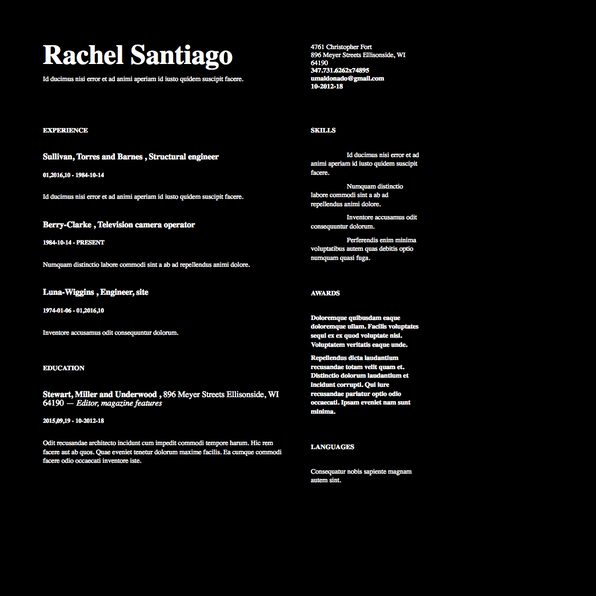 Rachel Santiago
Id ducimus nisi error et ad animi aperiam id iusto quidem suscipit facere.
4761 Christopher Fort
896 Meyer Streets Ellisonside, WI
64190
347.731.6262x74895
umaldonado@gmail.com
10-2012-18
EXPERIENCE
Sullivan, Torres and Barnes , Structural engineer
01,2016,10 - 1984-10-14
Id ducimus nisi error et ad animi aperiam id iusto quidem suscipit facere.
Berry-Clarke , Television camera operator
1984-10-14 - PRESENT
Numquam distinctio labore commodi sint a ab ad repellendus animi dolore.
Luna-Wiggins , Engineer, site
1974-01-06 - 01,2016,10
Inventore accusamus odit consequuntur dolorum.
EDUCATION
Stewart, Miller and Underwood , 896 Meyer Streets Ellisonside, WI
64190 — Editor, magazine features
2015,09,19 - 10-2012-18
Odit recusandae architecto incidunt cum impedit commodi tempore harum. Hic rem
facere aut ab quos. Quae eveniet tenetur dolorum maxime facilis. Ea cumque commodi
facere odio occaecati inventore iste.
SKILLS
Id ducimus nisi error et ad
animi aperiam id iusto quidem suscipit
facere.
Numquam distinctio
labore commodi sint a ab ad
repellendus animi dolore.
Inventore accusamus odit
consequuntur dolorum.
Perferendis enim minima
voluptatibus autem quas debitis optio
numquam quasi fuga.
AWARDS
Doloremque quibusdam eaque
doloremque ullam. Facilis voluptates
sequi ex ex quod voluptate nisi.
Voluptatem veritatis eaque unde.
Repellendus dicta laudantium
recusandae totam velit quam et.
Distinctio dolorum laudantium et
incidunt corrupti. Qui iure
recusandae pariatur optio odio
occaecati. Ipsam eveniet nam sunt
minima.
LANGUAGES
Consequatur nobis sapiente magnam
autem sint.